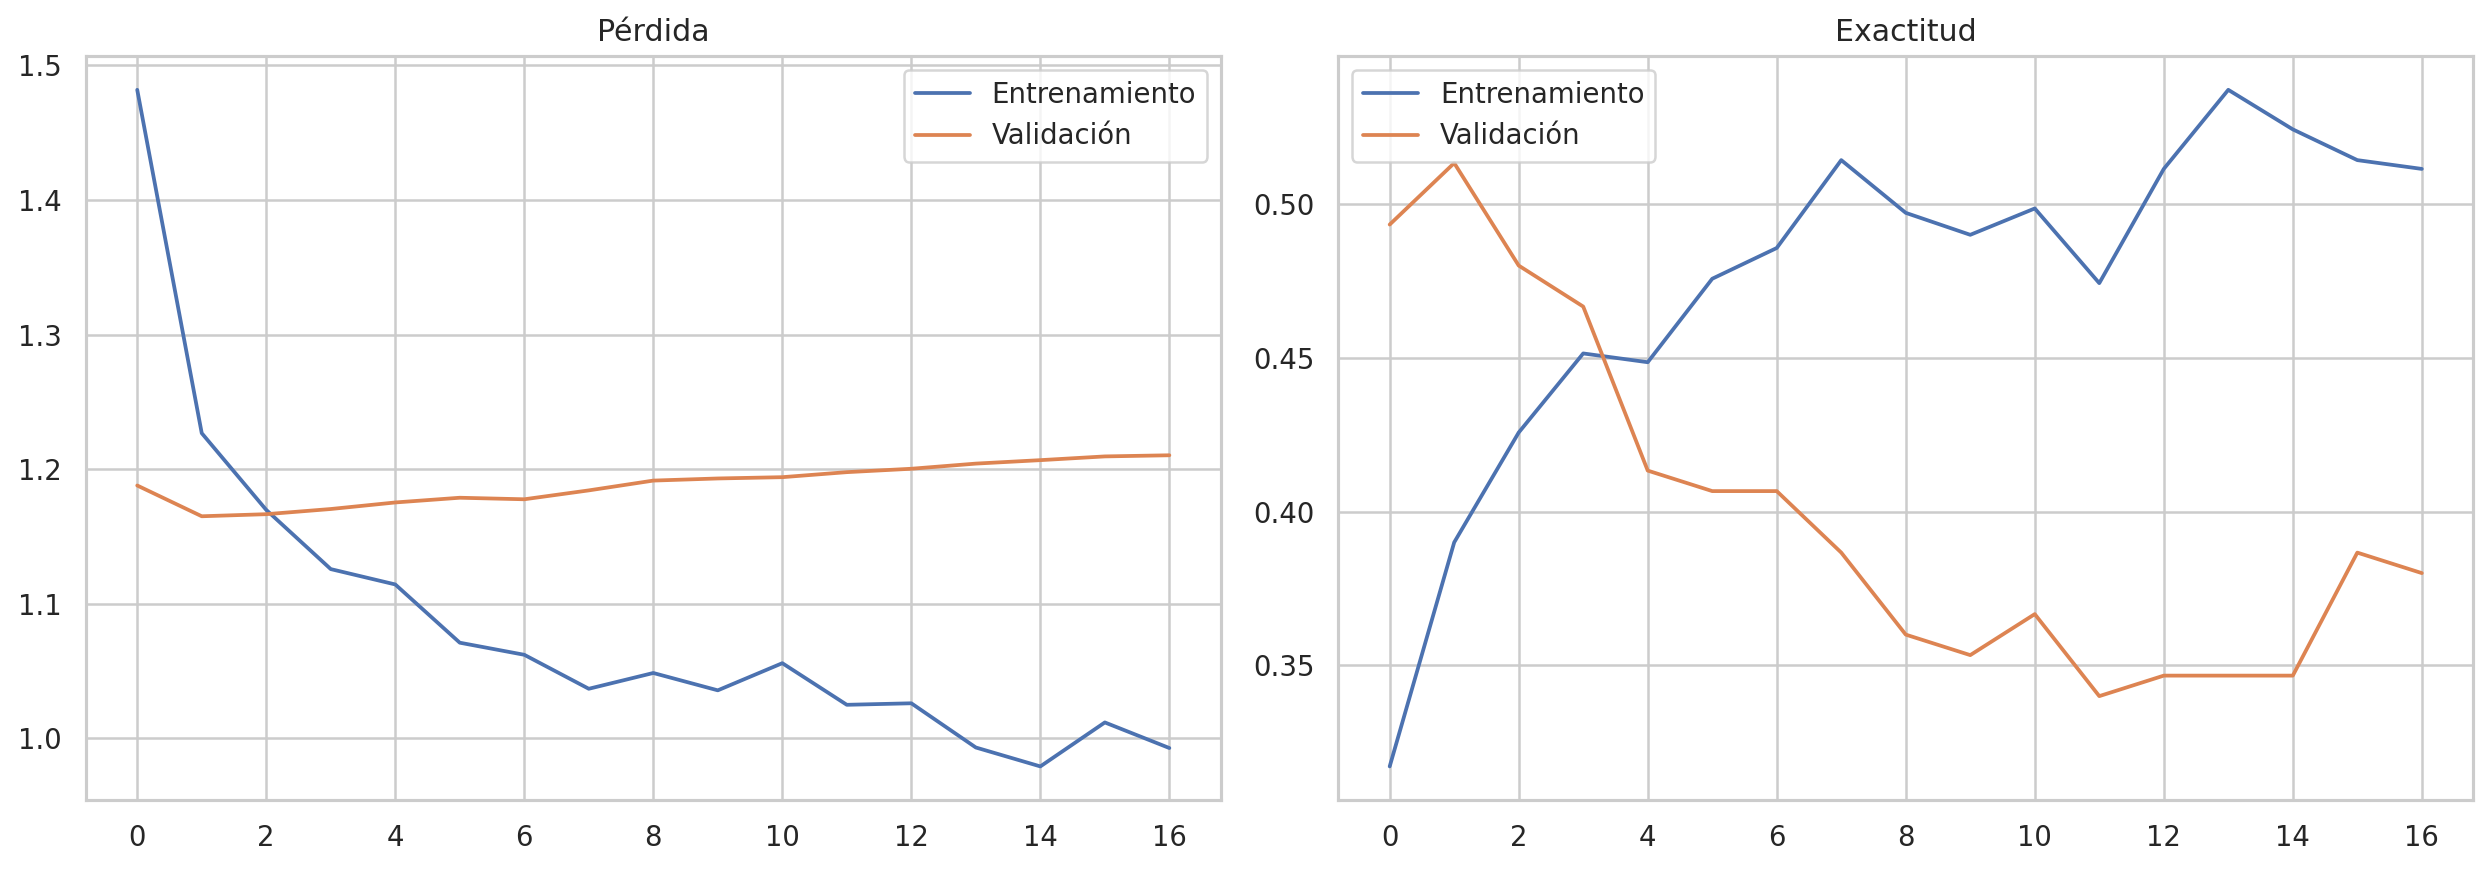 Pérdida
1.5
1.4
1.3
1.2
1.1
1.0
0 2 4 6 8 10 12 14 16
Entrenamiento
Validación
Exactitud
0.50
0.45
0.40
0.35
0 2 4 6 8 10 12 14 16
Entrenamiento
Validación